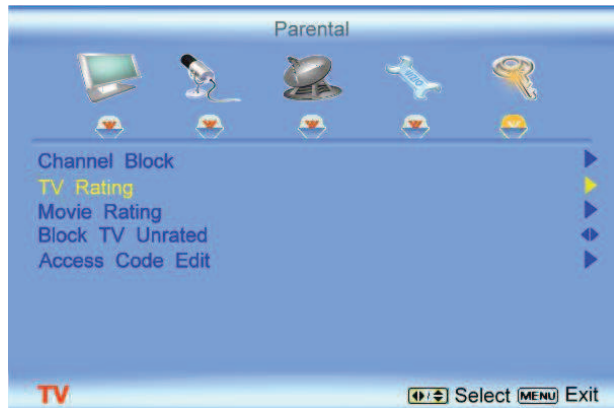 Parental
Channel Block
TV Rating
Movie Rating
Block TV Unrated
Access Code Edit
TV Select MENU Exit